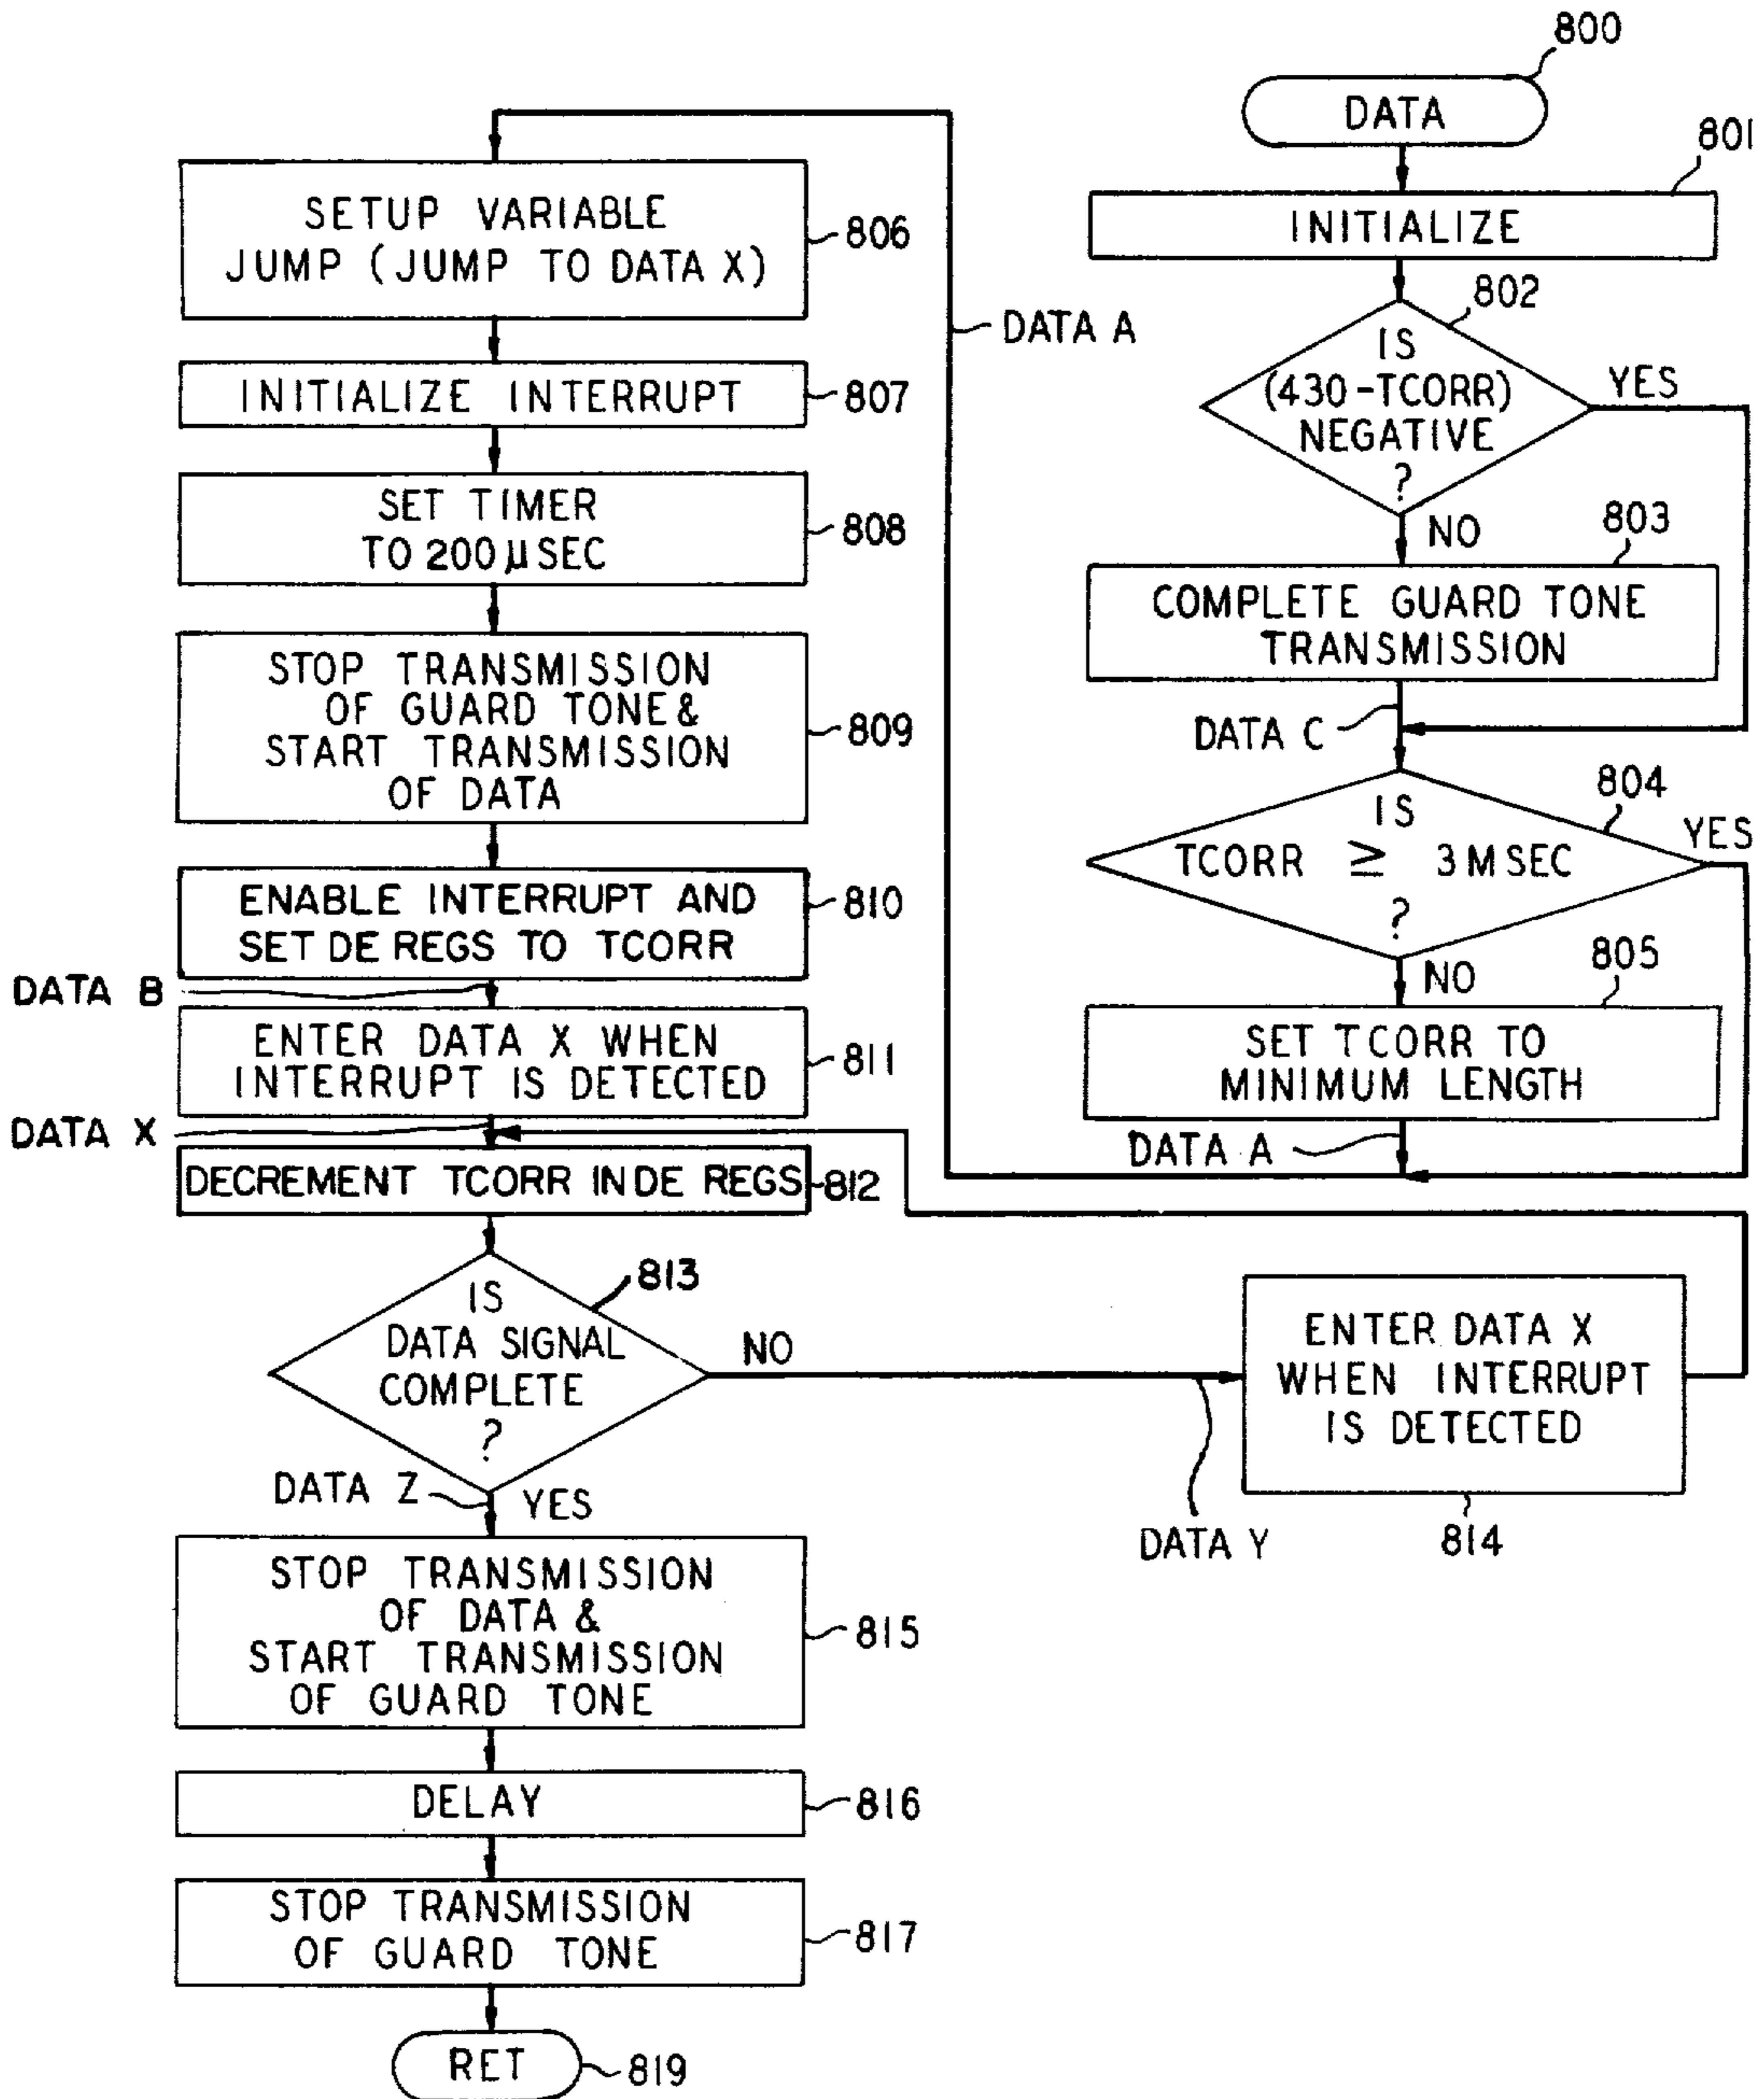 800
DATA
801
INITIALIZE
802
IS
(430-TCORR)
NEGATIVE
?
YES
NO
803
COMPLETE GUARD TONE
TRANSMISSION
DATA C
804
IS
TCORR ≧ 3 MSEC
?
YES
NO
805
SET TCORR TO
MINIMUM LENGTH
DATA A
DATA A
SETUP VARIABLE
JUMP (JUMP TO DATA X)
806
INITIALIZE INTERRUPT
807
SET TIMER
TO 200 μSEC
808
STOP TRANSMISSION
OF GUARD TONE &
START TRANSMISSION
OF DATA
809
ENABLE INTERRUPT AND
SET DE REGS TO TCORR
810
DATA B
ENTER DATA X WHEN
INTERRUPT IS DETECTED
811
DATA X
DECREMENT TCORR IN DE REGS
812
IS
DATA SIGNAL
COMPLETE
?
813
NO
DATA Y
ENTER DATA X
WHEN INTERRUPT
IS DETECTED
814
DATA Z
YES
STOP TRANSMISSION
OF DATA &
START TRANSMISSION
OF GUARD TONE
815
DELAY
816
STOP TRANSMISSION
OF GUARD TONE
817
RET
819